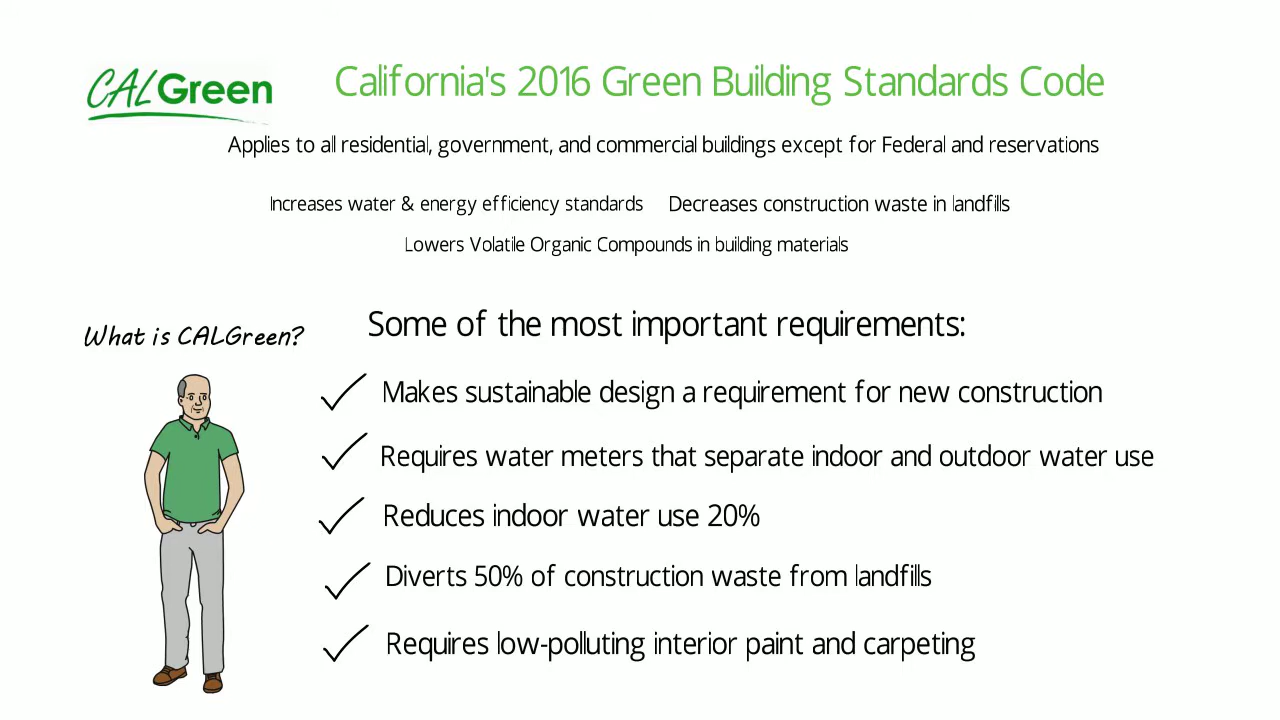 CALGreen
California's 2016 Green Building Standards Code
Applies to all residential, government, and commercial buildings except for Federal and reservations
Increases water & energy efficiency standards
Decreases construction waste in landfills
Lowers Volatile Organic Compounds in building materials
What is CALGreen?
Some of the most important requirements:
Makes sustainable design a requirement for new construction
Requires water meters that separate indoor and outdoor water use
Reduces indoor water use 20%
Diverts 50% of construction waste from landfills
Requires low-polluting interior paint and carpeting